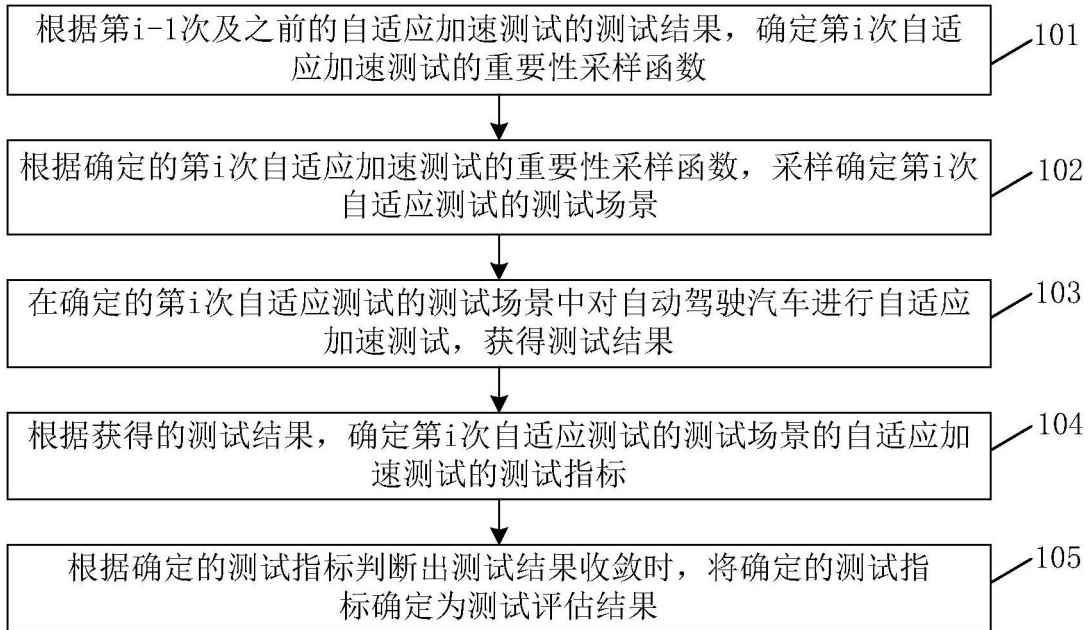 根据第i-1次及之前的自适应加速测试的测试结果，确定第i次自适
应加速测试的重要性采样函数
101
根据确定的第i次自适应加速测试的重要性采样函数，采样确定第i次
自适应测试的测试场景
102
在确定的第i次自适应测试的测试场景中对自动驾驶汽车进行自适应
加速测试，获得测试结果
103
根据获得的测试结果，确定第i次自适应测试的测试场景的自适应加
速测试的测试指标
104
根据确定的测试指标判断出测试结果收敛时，将确定的测试指
标确定为测试评估结果
105